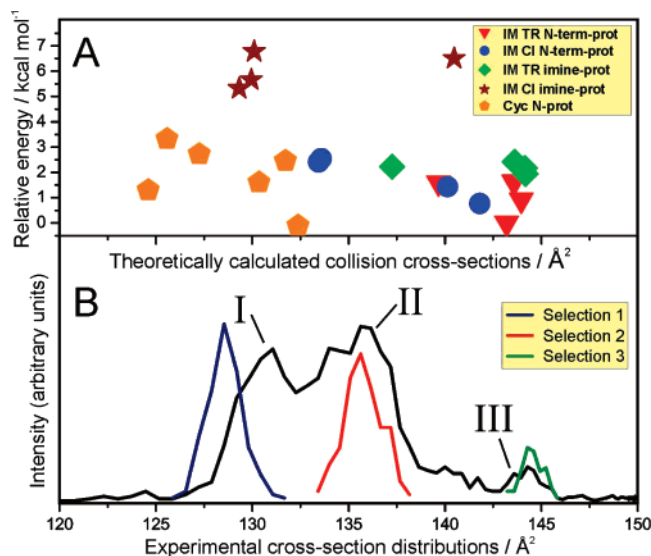 A
Relative energy / kcal mol⁻¹
7
6
5
4
3
2
1
0
IM TR N-term-prot
IM CI N-term-prot
IM TR imine-prot
IM CI imine-prot
Cyc N-prot
Theoretically calculated collision cross-sections / Å²
B
Intensity (arbitrary units)
I
II
III
Selection 1
Selection 2
Selection 3
120 125 130 135 140 145 150
Experimental cross-section distributions / Å²